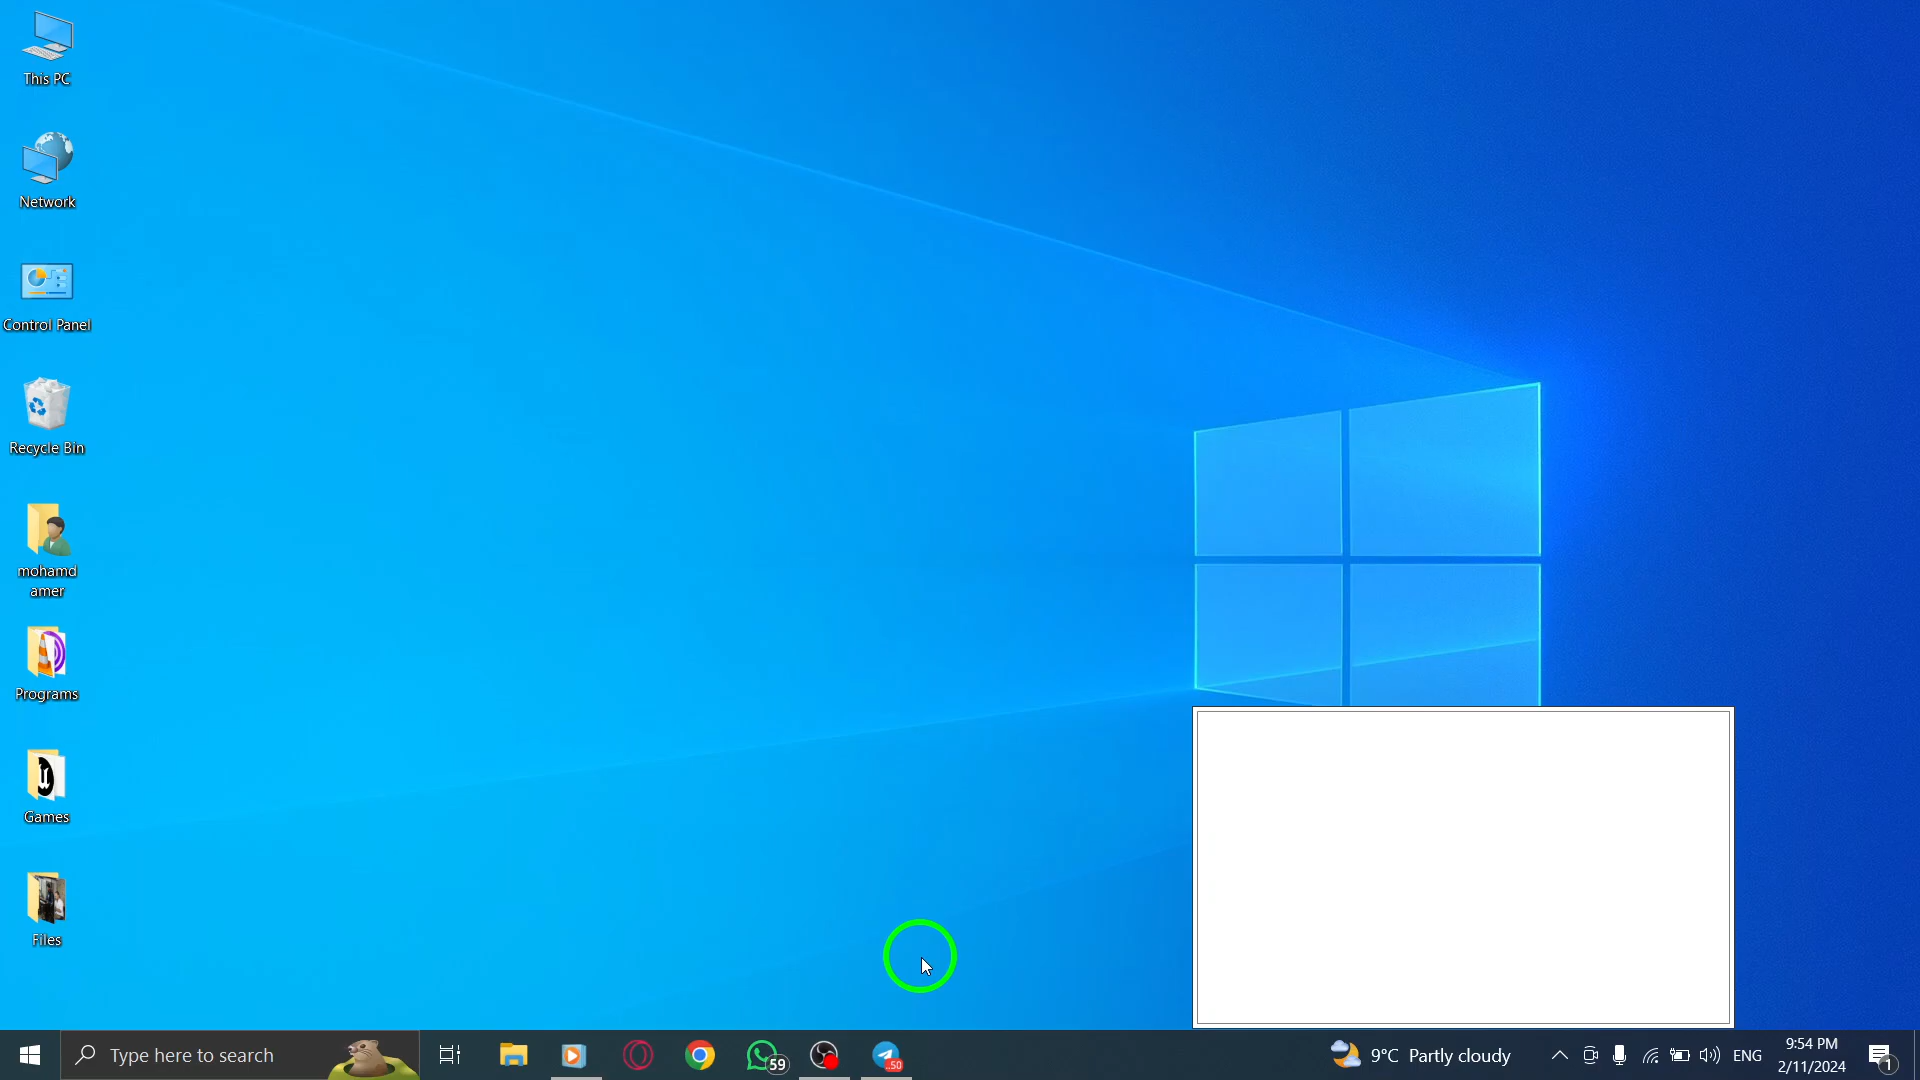 This PC
Network
Control Panel
Recycle Bin
mohamd
amer
Programs
Games
Files
Type here to search
59
..50
9°C Partly cloudy
ENG
9:54 PM
2/11/2024
1